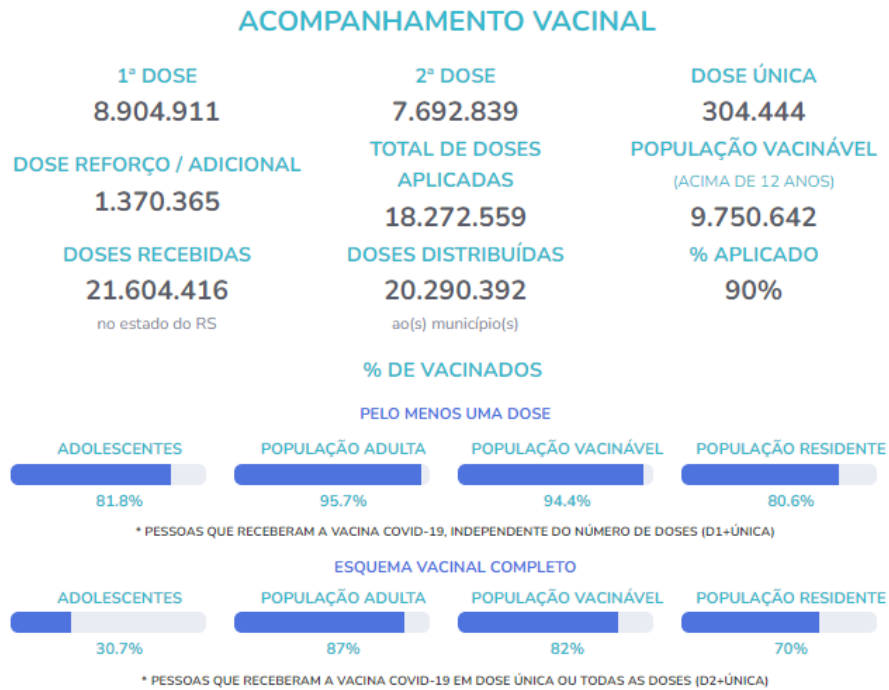 ACOMPANHAMENTO VACINAL
1ª DOSE
8.904.911
2ª DOSE
7.692.839
DOSE ÚNICA
304.444
DOSE REFORÇO / ADICIONAL
1.370.365
TOTAL DE DOSES
APLICADAS
18.272.559
POPULAÇÃO VACINÁVEL
(ACIMA DE 12 ANOS)
9.750.642
DOSES RECEBIDAS
21.604.416
no estado do RS
DOSES DISTRIBUÍDAS
20.290.392
ao(s) município(s)
% APLICADO
90%
% DE VACINADOS
PELO MENOS UMA DOSE
ADOLESCENTES
81.8%
POPULAÇÃO ADULTA
95.7%
POPULAÇÃO VACINÁVEL
94.4%
POPULAÇÃO RESIDENTE
80.6%
* PESSOAS QUE RECEBERAM A VACINA COVID-19, INDEPENDENTE DO NÚMERO DE DOSES (D1+ÚNICA)
ESQUEMA VACINAL COMPLETO
ADOLESCENTES
30.7%
POPULAÇÃO ADULTA
87%
POPULAÇÃO VACINÁVEL
82%
POPULAÇÃO RESIDENTE
70%
* PESSOAS QUE RECEBERAM A VACINA COVID-19 EM DOSE ÚNICA OU TODAS AS DOSES (D2+ÚNICA)